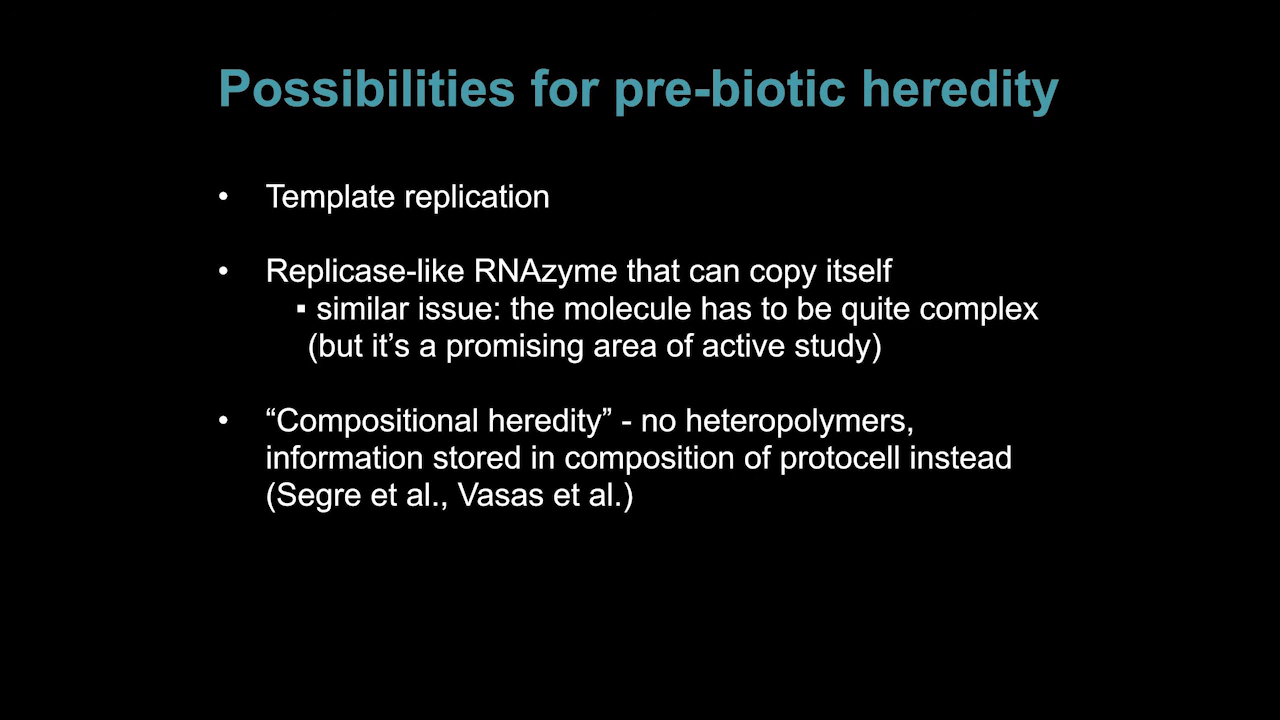 Possibilities for pre-biotic heredity
• Template replication
• Replicase-like RNAzyme that can copy itself
▪ similar issue: the molecule has to be quite complex
(but it’s a promising area of active study)
• “Compositional heredity” - no heteropolymers,
information stored in composition of protocell instead
(Segre et al., Vasas et al.)